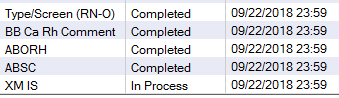 Type/Screen (RN-O) Completed 09/22/2018 23:59
BB Ca Rh Comment Completed 09/22/2018 23:59
ABORH Completed 09/22/2018 23:59
ABSC Completed 09/22/2018 23:59
XM IS In Process 09/22/2018 23:59